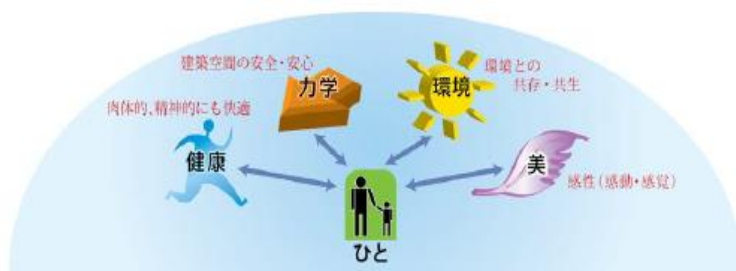 建築空間の安全・安心
力学
環境
環境との
共存・共生
肉体的、精神的にも快適
健康
美
感性(感動・感覚)
ひと